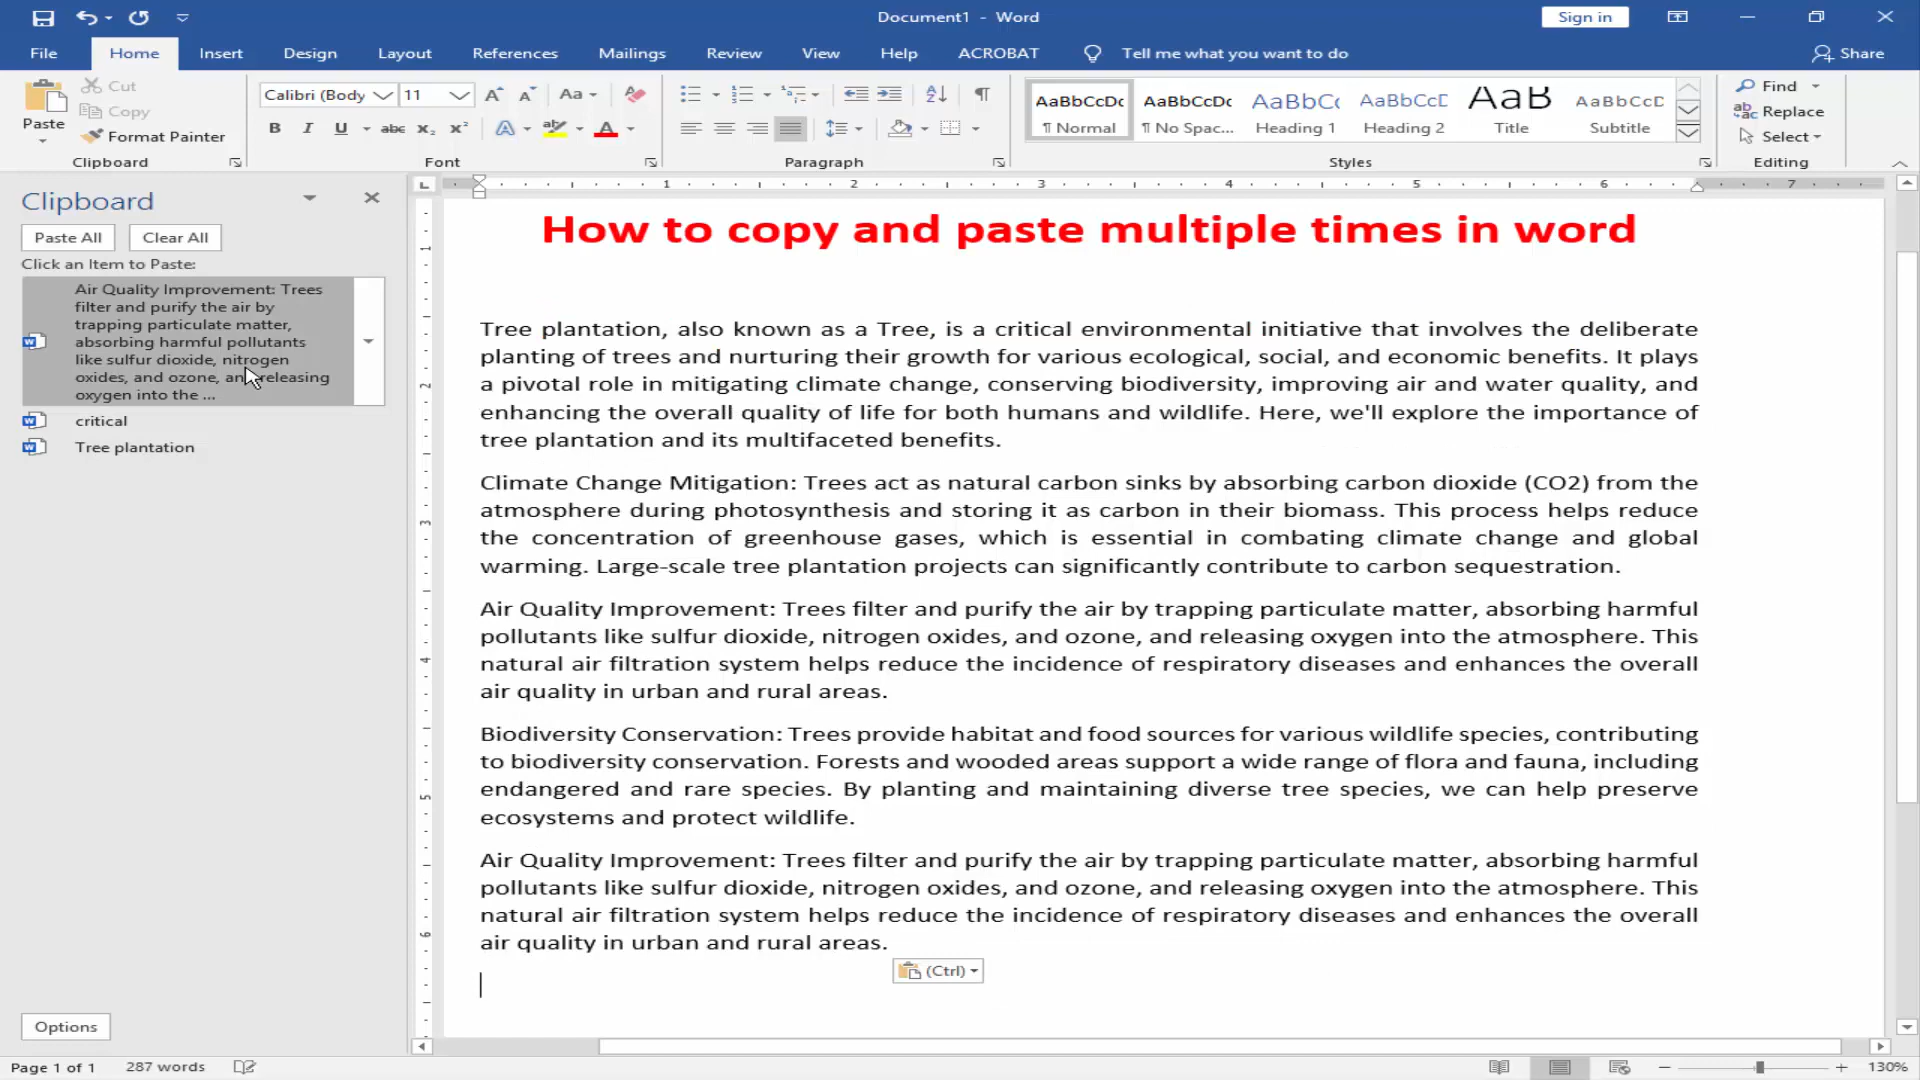 Document1 - Word
Sign in
File
Home
Insert
Design
Layout
References
Mailings
Review
View
Help
ACROBAT
Tell me what you want to do
Share
Paste
Cut
Copy
Format Painter
Clipboard
Calibri (Body
11
Font
Paragraph
AaBbCcDc
¶ Normal
AaBbCcDc
¶ No Spac...
AaBbCc
Heading 1
AaBbCcD
Heading 2
AaB
Title
AaBbCcD
Subtitle
Styles
Find
Replace
Select
Editing
Clipboard
Paste All
Clear All
Click an Item to Paste:
Air Quality Improvement: Trees
filter and purify the air by
trapping particulate matter,
absorbing harmful pollutants
like sulfur dioxide, nitrogen
oxides, and ozone, and releasing
oxygen into the ...
critical
Tree plantation
Options
1 2 3 4 5 6 7
How to copy and paste multiple times in word
Tree plantation, also known as a Tree, is a critical environmental initiative that involves the deliberate
planting of trees and nurturing their growth for various ecological, social, and economic benefits. It plays
a pivotal role in mitigating climate change, conserving biodiversity, improving air and water quality, and
enhancing the overall quality of life for both humans and wildlife. Here, we'll explore the importance of
tree plantation and its multifaceted benefits.
Climate Change Mitigation: Trees act as natural carbon sinks by absorbing carbon dioxide (CO2) from the
atmosphere during photosynthesis and storing it as carbon in their biomass. This process helps reduce
the concentration of greenhouse gases, which is essential in combating climate change and global
warming. Large-scale tree plantation projects can significantly contribute to carbon sequestration.
Air Quality Improvement: Trees filter and purify the air by trapping particulate matter, absorbing harmful
pollutants like sulfur dioxide, nitrogen oxides, and ozone, and releasing oxygen into the atmosphere. This
natural air filtration system helps reduce the incidence of respiratory diseases and enhances the overall
air quality in urban and rural areas.
Biodiversity Conservation: Trees provide habitat and food sources for various wildlife species, contributing
to biodiversity conservation. Forests and wooded areas support a wide range of flora and fauna, including
endangered and rare species. By planting and maintaining diverse tree species, we can help preserve
ecosystems and protect wildlife.
Air Quality Improvement: Trees filter and purify the air by trapping particulate matter, absorbing harmful
pollutants like sulfur dioxide, nitrogen oxides, and ozone, and releasing oxygen into the atmosphere. This
natural air filtration system helps reduce the incidence of respiratory diseases and enhances the overall
air quality in urban and rural areas.
(Ctrl)
Page 1 of 1
287 words
130%